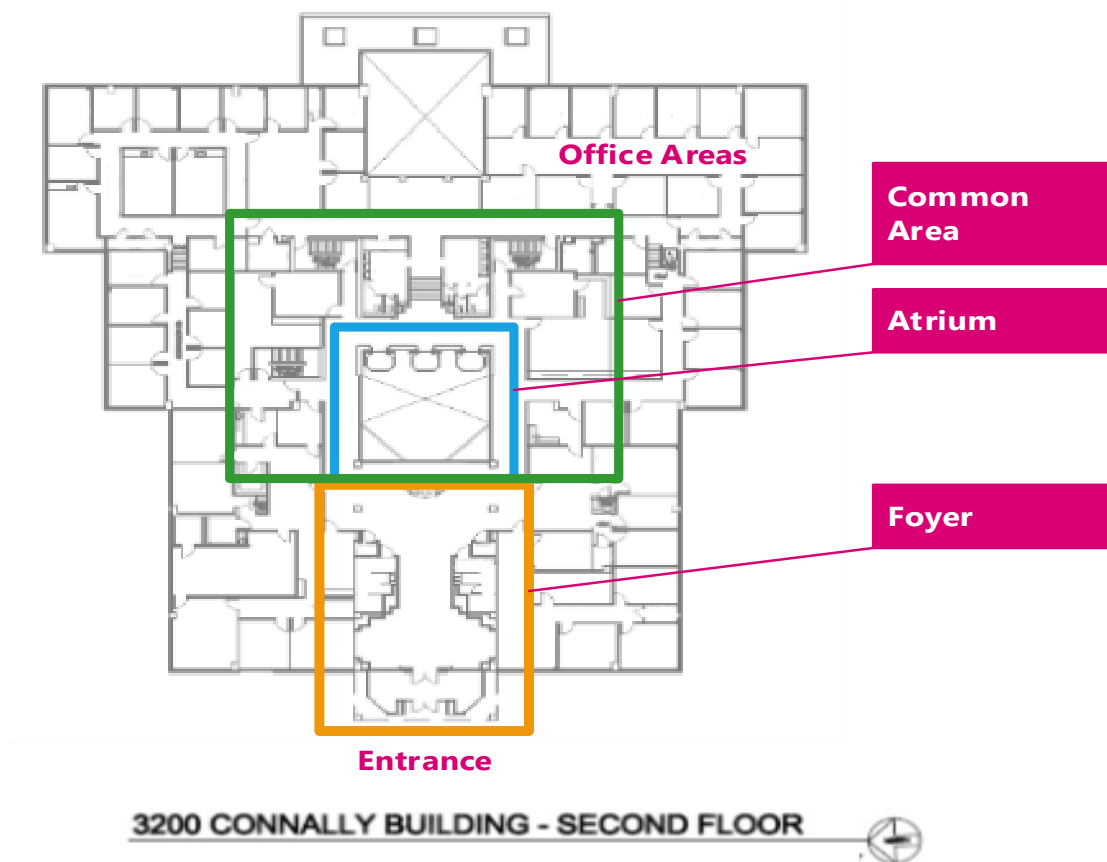 Office Areas
Common
Area
Atrium
Foyer
Entrance
3200 CONNALLY BUILDING - SECOND FLOOR